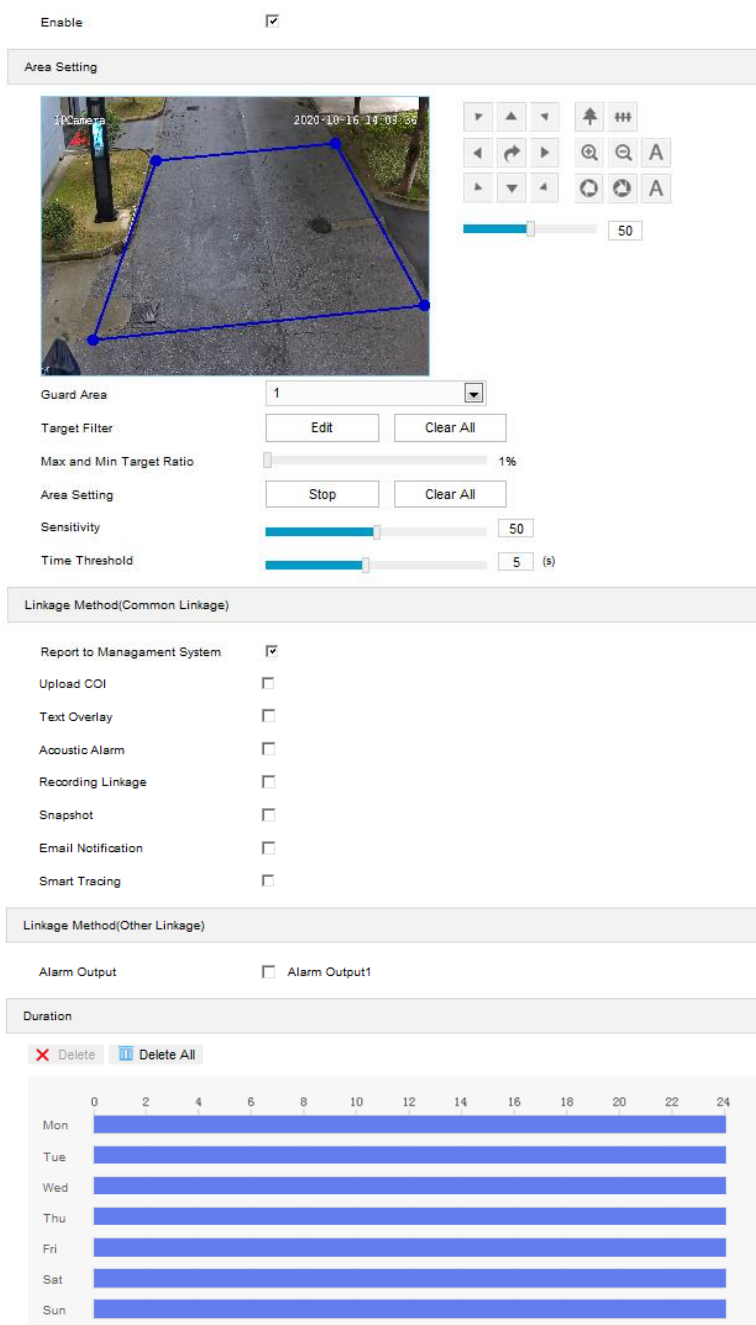 Enable
Area Setting
IPCamera
2020-10-16 14:09:36
A
A
50
Guard Area
1
Target Filter
Edit
Clear All
Max and Min Target Ratio
1%
Area Setting
Stop
Clear All
Sensitivity
50
Time Threshold
5 (s)
Linkage Method(Common Linkage)
Report to Managament System
Upload COI
Text Overlay
Acoustic Alarm
Recording Linkage
Snapshot
Email Notification
Smart Tracing
Linkage Method(Other Linkage)
Alarm Output
Alarm Output1
Duration
Delete
Delete All
0 2 4 6 8 10 12 14 16 18 20 22 24
Mon
Tue
Wed
Thu
Fri
Sat
Sun